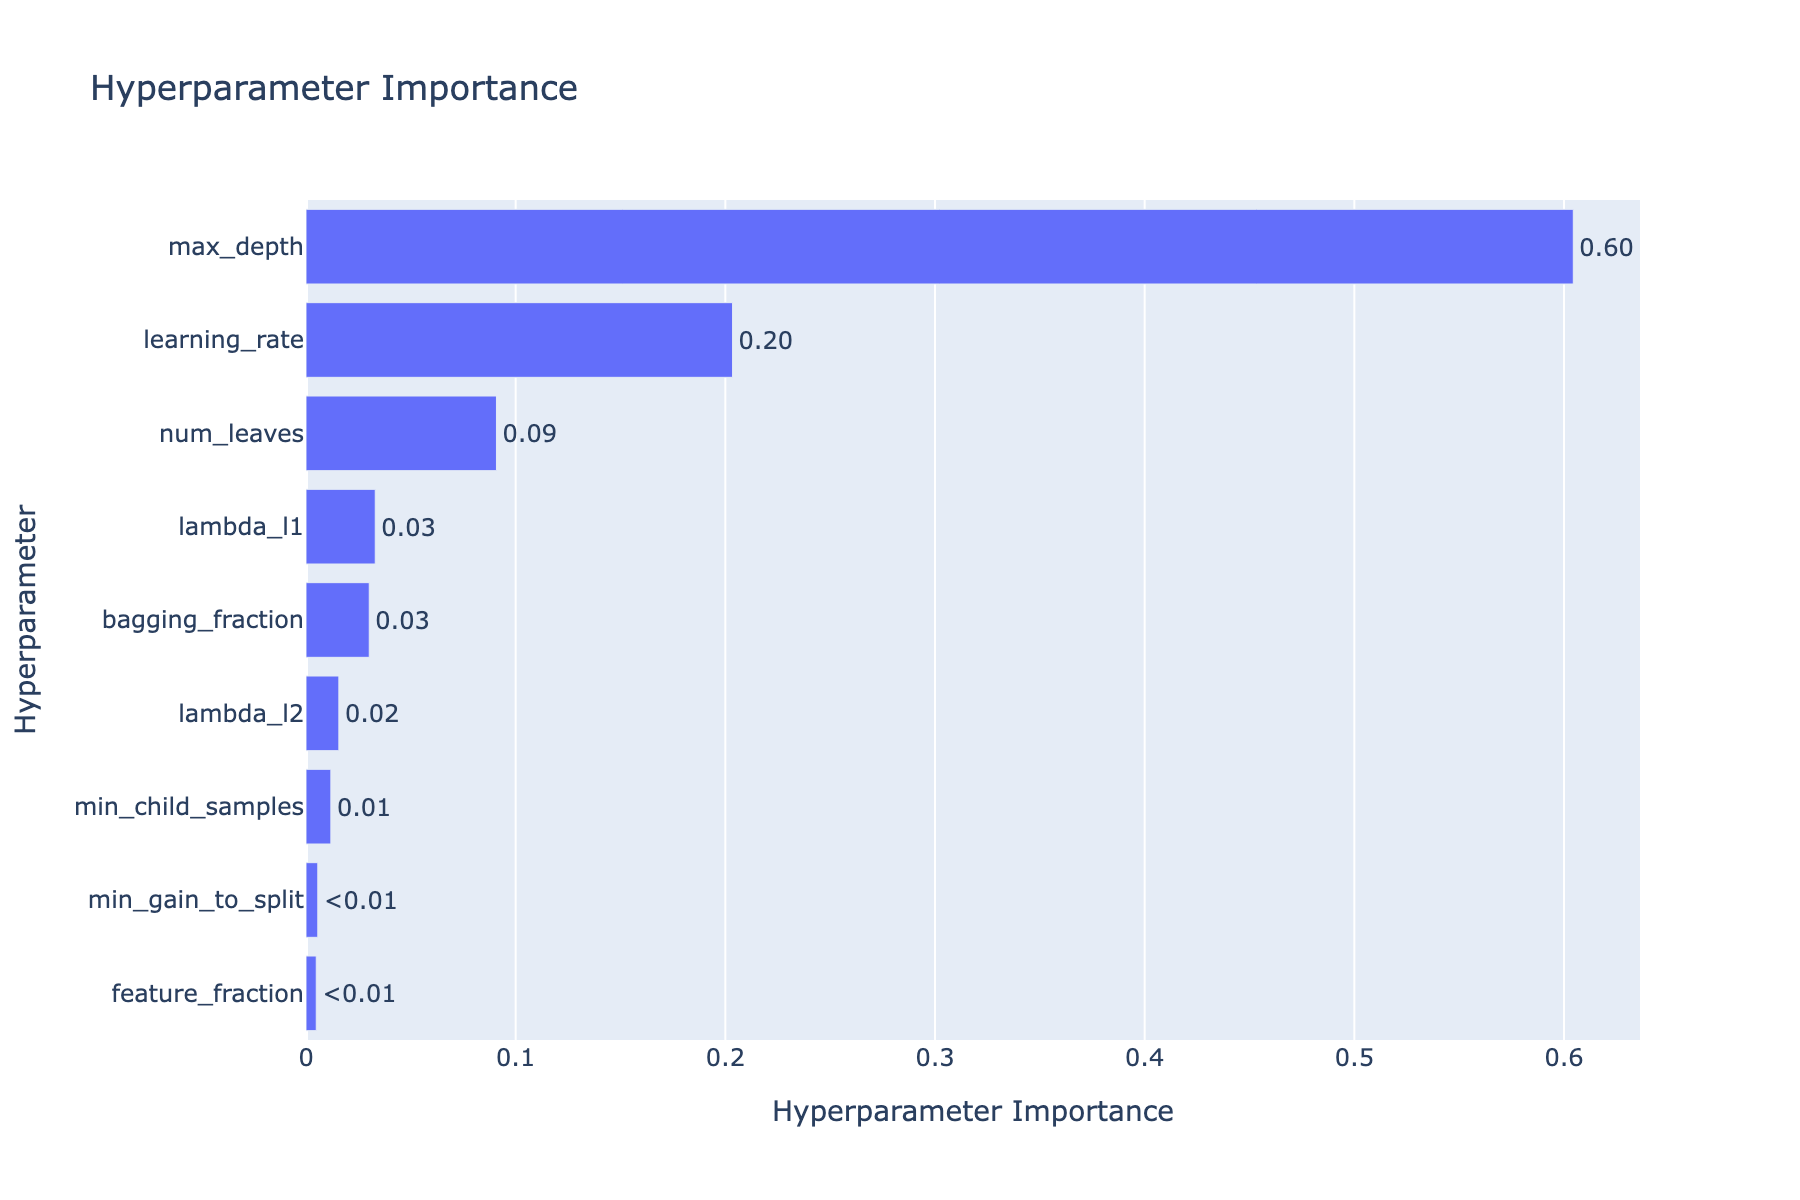 Hyperparameter Importance
max_depth 0.60
learning_rate 0.20
num_leaves 0.09
lambda_l1 0.03
bagging_fraction 0.03
lambda_l2 0.02
min_child_samples 0.01
min_gain_to_split <0.01
feature_fraction <0.01
Hyperparameter
0 0.1 0.2 0.3 0.4 0.5 0.6
Hyperparameter Importance